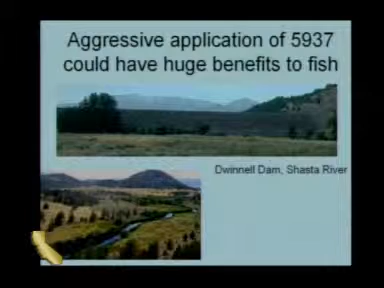 Aggressive application of 5937
could have huge benefits to fish
Dwinnell Dam, Shasta River